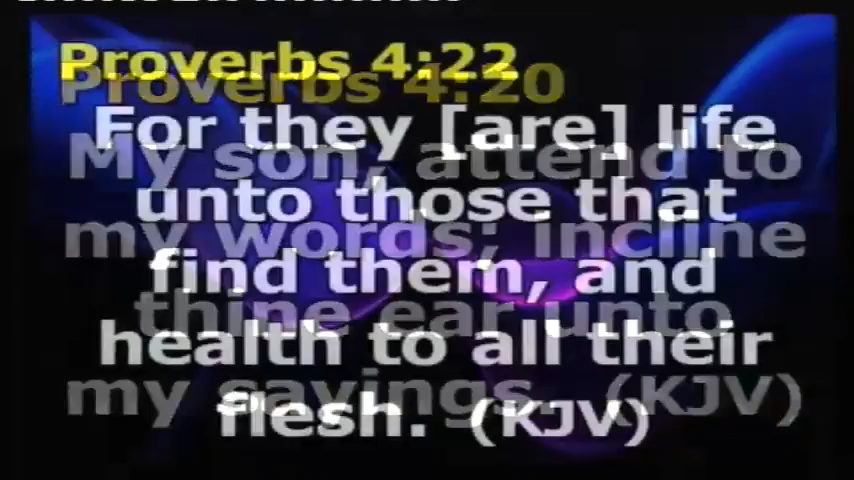 Proverbs 4:22
For they [are] life
unto those that
find them, and
health to all their
flesh. (KJV)
Proverbs 4:20
My son, attend to
my words; incline
thine ear unto
my sayings. (KJV)